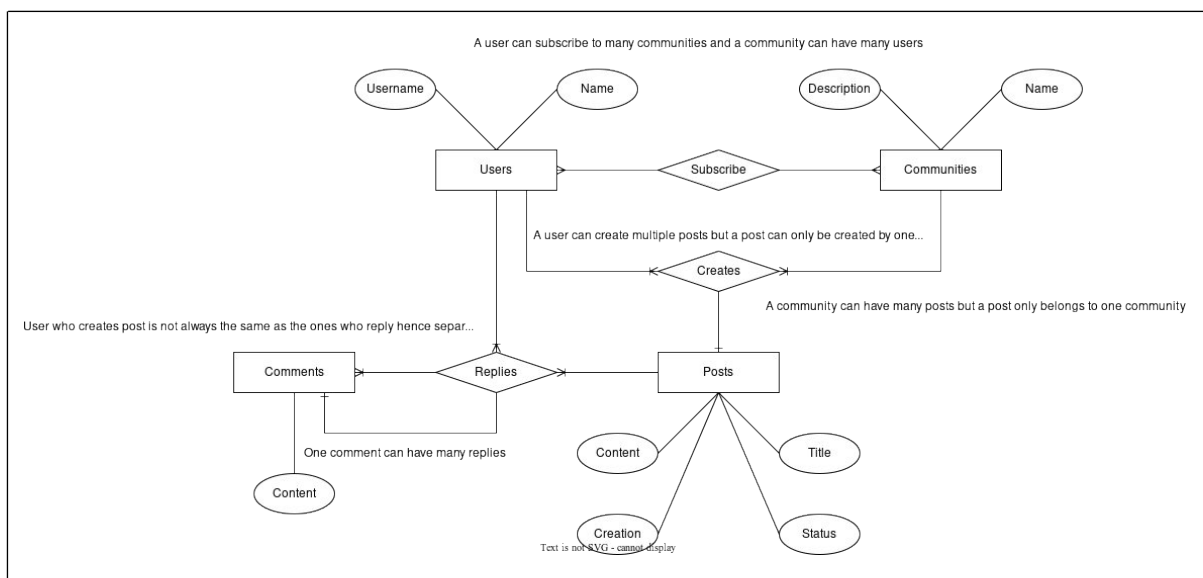 A user can subscribe to many communities and a community can have many users
Username
Name
Description
Name
Users
Subscribe
Communities
A user can create multiple posts but a post can only be created by one...
Creates
A community can have many posts but a post only belongs to one community
User who creates post is not always the same as the ones who reply hence separ...
Comments
Replies
Posts
One comment can have many replies
Content
Title
Content
Creation
Status
Text is not SVG - cannot display